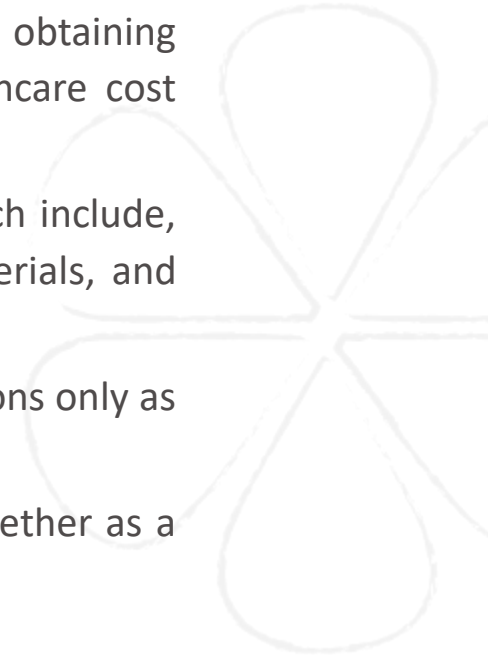 obtaining
ncare cost
ch include,
erials, and
ons only as
ether as a